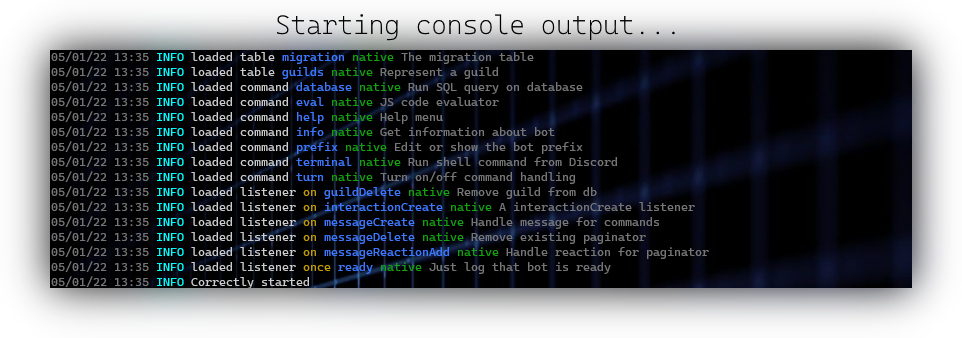 Starting console output...
05/01/22 13:35 INFO loaded table migration native The migration table
05/01/22 13:35 INFO loaded table guilds native Represent a guild
05/01/22 13:35 INFO loaded command database native Run SQL query on database
05/01/22 13:35 INFO loaded command eval native JS code evaluator
05/01/22 13:35 INFO loaded command help native Help menu
05/01/22 13:35 INFO loaded command info native Get information about bot
05/01/22 13:35 INFO loaded command prefix native Edit or show the bot prefix
05/01/22 13:35 INFO loaded command terminal native Run shell command from Discord
05/01/22 13:35 INFO loaded command turn native Turn on/off command handling
05/01/22 13:35 INFO loaded listener on guildDelete native Remove guild from db
05/01/22 13:35 INFO loaded listener on interactionCreate native A interactionCreate listener
05/01/22 13:35 INFO loaded listener on messageCreate native Handle message for commands
05/01/22 13:35 INFO loaded listener on messageDelete native Remove existing paginator
05/01/22 13:35 INFO loaded listener on messageReactionAdd native Handle reaction for paginator
05/01/22 13:35 INFO loaded listener once ready native Just log that bot is ready
05/01/22 13:35 INFO Correctly started